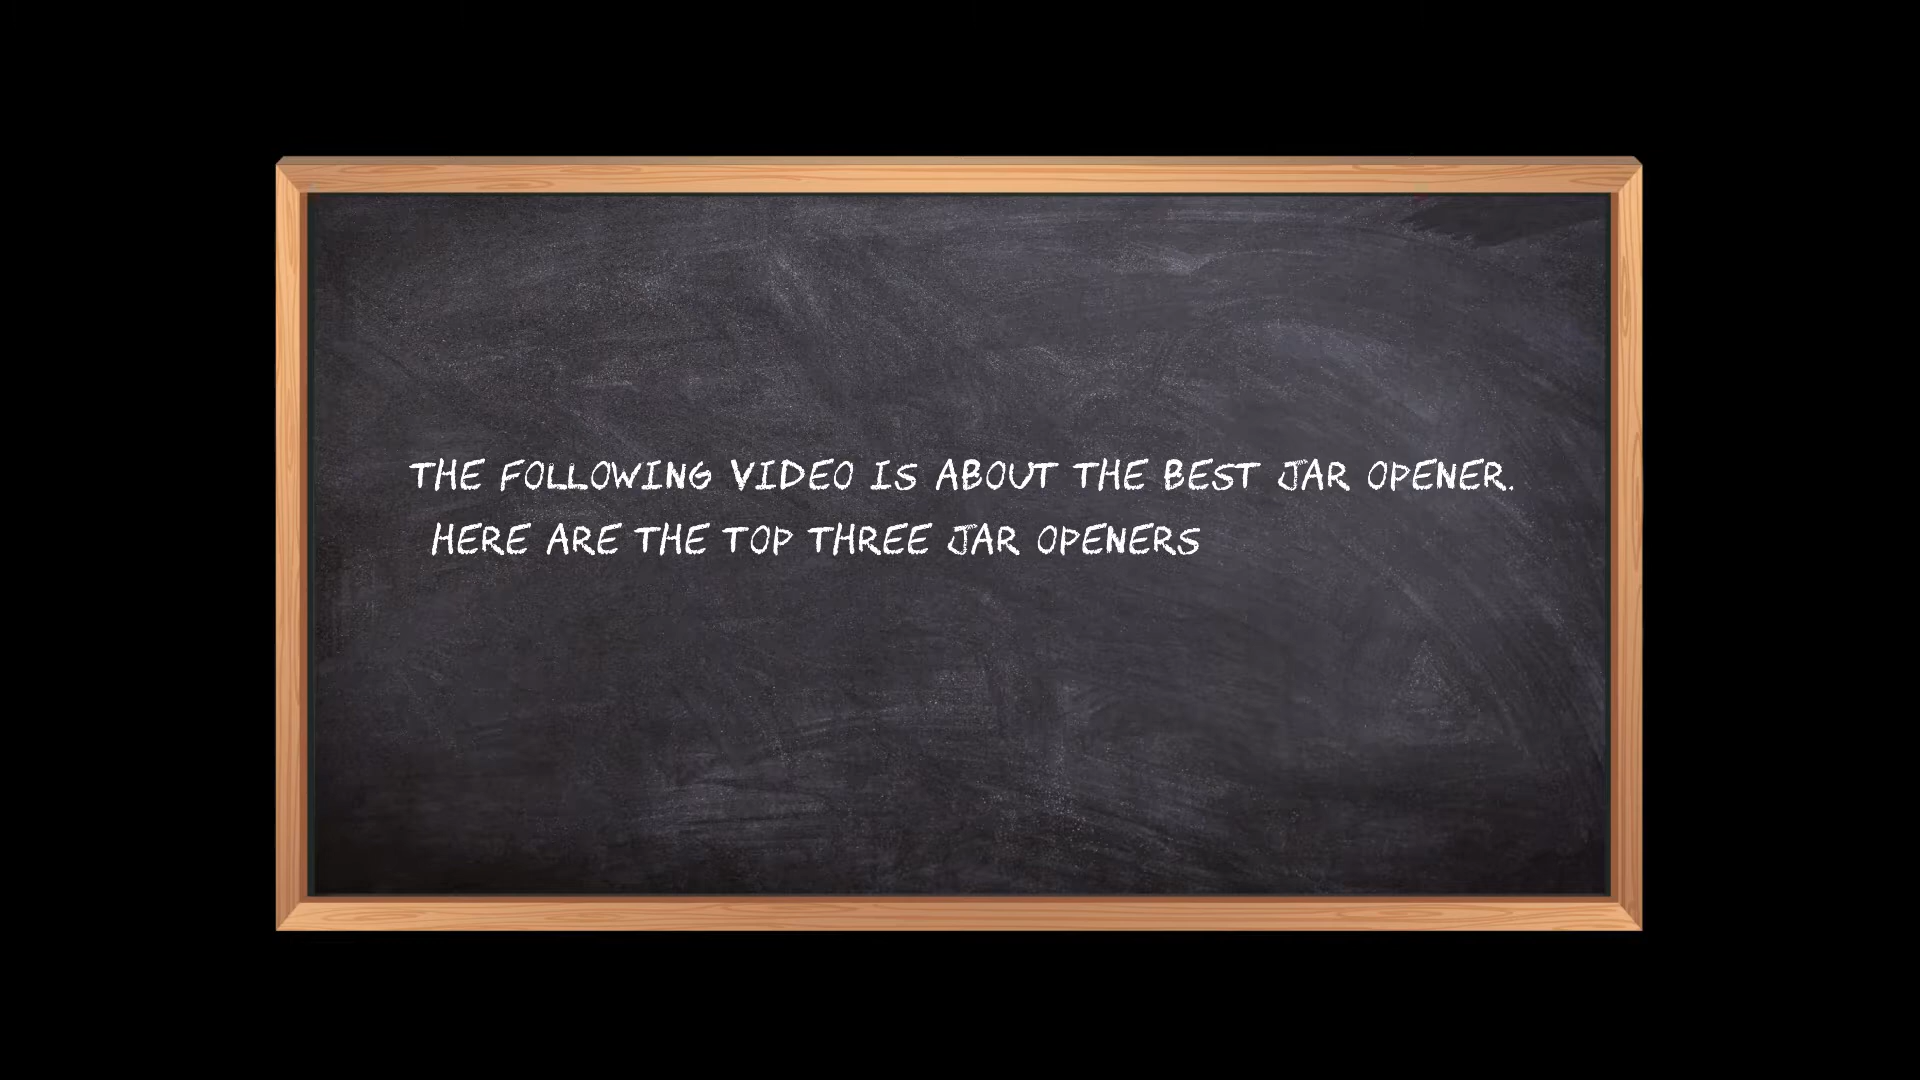 THE FOLLOWING VIDEO IS ABOUT THE BEST JAR OPENER.
HERE ARE THE TOP THREE JAR OPENERS